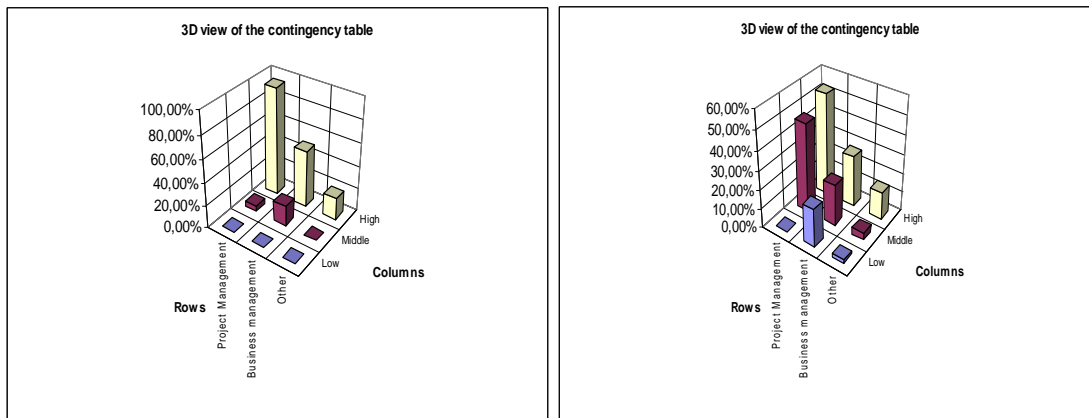 3D view of the contingency table
100,00%
80,00%
60,00%
40,00%
20,00%
0,00%
High
Middle
Low
Columns
Rows
Project Management
Business management
Other
3D view of the contingency table
60,00%
50,00%
40,00%
30,00%
20,00%
10,00%
0,00%
High
Middle
Low
Columns
Rows
Project Management
Business management
Other